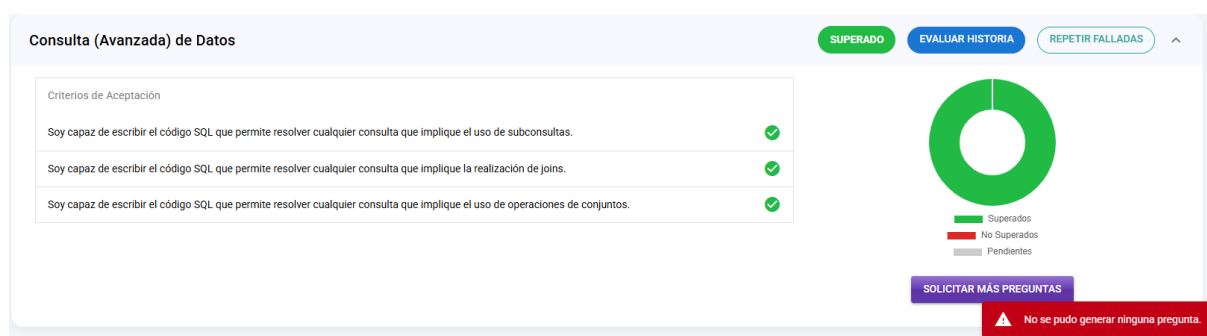 Consulta (Avanzada) de Datos
SUPERADO
EVALUAR HISTORIA
REPETIR FALLADAS
Criterios de Aceptación
Soy capaz de escribir el código SQL que permite resolver cualquier consulta que implique el uso de subconsultas.
Soy capaz de escribir el código SQL que permite resolver cualquier consulta que implique la realización de joins.
Soy capaz de escribir el código SQL que permite resolver cualquier consulta que implique el uso de operaciones de conjuntos.
Superados
No Superados
Pendientes
SOLICITAR MÁS PREGUNTAS
No se pudo generar ninguna pregunta.